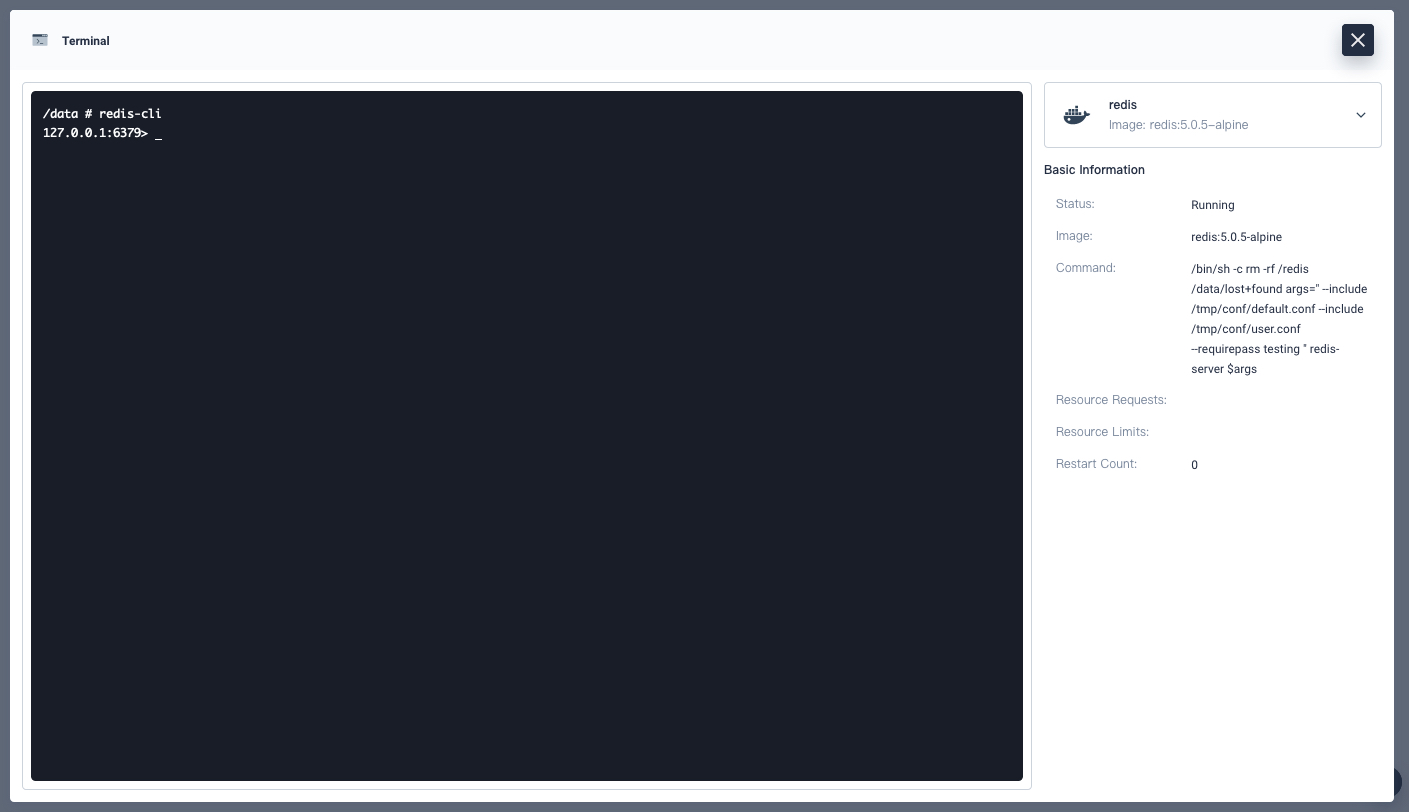 Terminal
/data # redis-cli
127.0.0.1:6379> _
redis
Image: redis:5.0.5-alpine
Basic Information
Status: Running
Image: redis:5.0.5-alpine
Command: /bin/sh -c rm -rf /redis
/data/lost+found args=" --include
/tmp/conf/default.conf --include
/tmp/conf/user.conf
--requirepass testing " redis-
server $args
Resource Requests:
Resource Limits:
Restart Count: 0